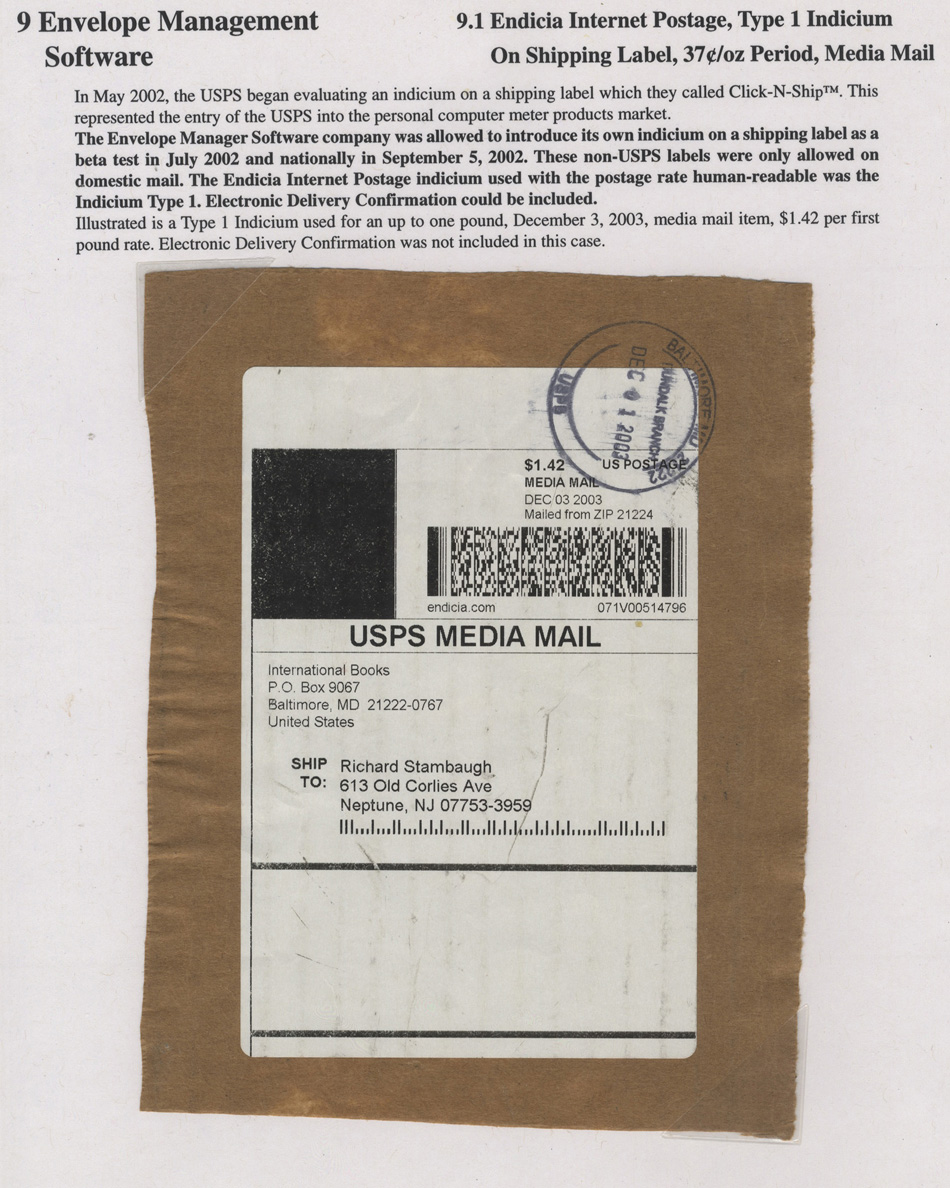 9 Envelope Management
Software
9.1 Endicia Internet Postage, Type 1 Indicium
On Shipping Label, 37¢/oz Period, Media Mail
In May 2002, the USPS began evaluating an indicium on a shipping label which they called Click-N-Ship™. This
represented the entry of the USPS into the personal computer meter products market.
The Envelope Manager Software company was allowed to introduce its own indicium on a shipping label as a
beta test in July 2002 and nationally in September 5, 2002. These non-USPS labels were only allowed on
domestic mail. The Endicia Internet Postage indicium used with the postage rate human-readable was the
Indicium Type 1. Electronic Delivery Confirmation could be included.
Illustrated is a Type 1 Indicium used for an up to one pound, December 3, 2003, media mail item, $1.42 per first
pound rate. Electronic Delivery Confirmation was not included in this case.
BALTIMORE MD
DUNDALK BRANCH
DEC 2003
USPS
$1.42 US POSTAGE
MEDIA MAIL
DEC 03 2003
Mailed from ZIP 21224
endicia.com 071V00514796
USPS MEDIA MAIL
International Books
P.O. Box 9067
Baltimore, MD 21222-0767
United States
SHIP TO: Richard Stambaugh
613 Old Corlies Ave
Neptune, NJ 07753-3959